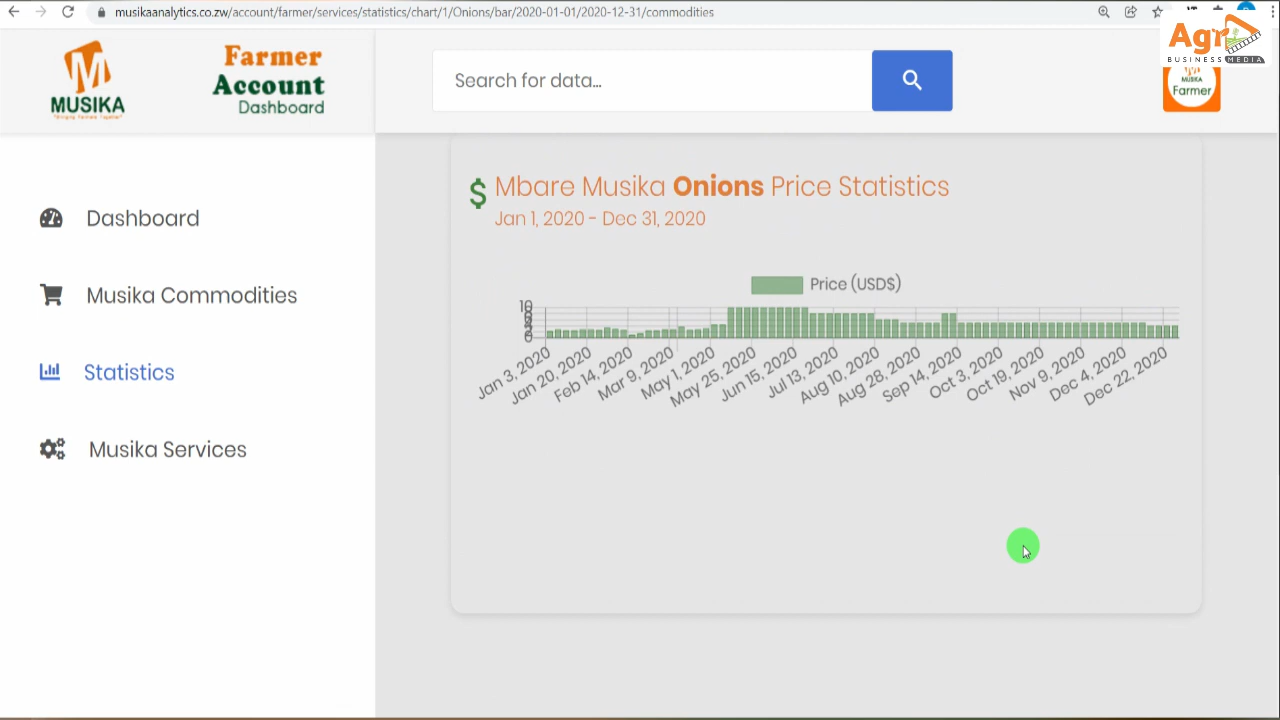 musikaanalytics.co.zw/account/farmer/services/statistics/chart/1/Onions/bar/2020-01-01/2020-12-31/commodities
Agr
BUSINESS MEDIA
MUSIKA
Farmer
Account
Dashboard
Search for data...
MUSIKA
Farmer
Dashboard
Musika Commodities
Statistics
Musika Services
$ Mbare Musika Onions Price Statistics
Jan 1, 2020 - Dec 31, 2020
Price (USD$)
10
0
Jan 3, 2020
Jan 20, 2020
Feb 14, 2020
Mar 9, 2020
May 1, 2020
May 25, 2020
Jun 15, 2020
Jul 13, 2020
Aug 10, 2020
Aug 28, 2020
Sep 14, 2020
Oct 3, 2020
Oct 19, 2020
Nov 9, 2020
Dec 4, 2020
Dec 22, 2020